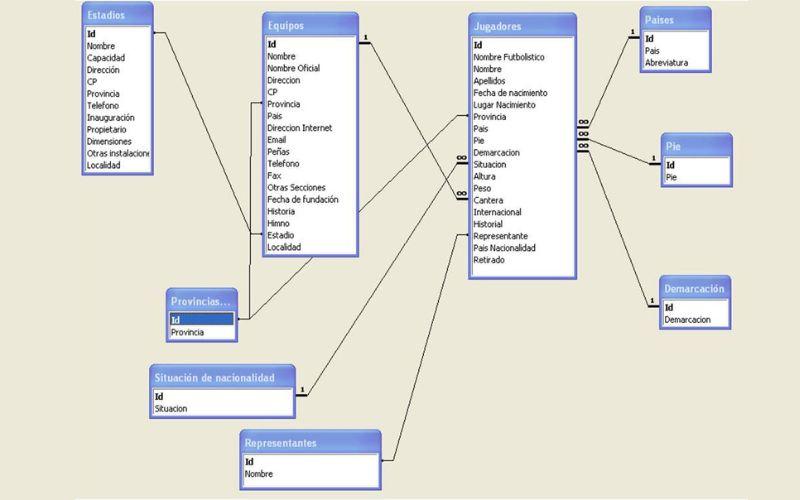 Estadios
Id
Nombre
Capacidad
Dirección
CP
Provincia
Telefono
Inauguración
Propietario
Dimensiones
Otras instalacione
Localidad
Equipos
Id
Nombre
Nombre Oficial
Direccion
CP
Provincia
Pais
Direccion Internet
Email
Peñas
Telefono
Fax
Otras Secciones
Fecha de fundación
Historia
Himno
Estadio
Localidad
1
∞
Jugadores
Id
Nombre Futbolistico
Nombre
Apellidos
Fecha de nacimiento
Lugar Nacimiento
Provincia
Pais
Pie
Demarcacion
Situacion
Altura
Peso
Cantera
Internacional
Historial
Representante
Pais Nacionalidad
Retirado
∞
∞
∞
∞
1
Paises
Id
Pais
Abreviatura
1
Pie
Id
Pie
1
Demarcación
Id
Demarcacion
Provincias...
Id
Provincia
Situación de nacionalidad
Id
Situacion
1
Representantes
Id
Nombre